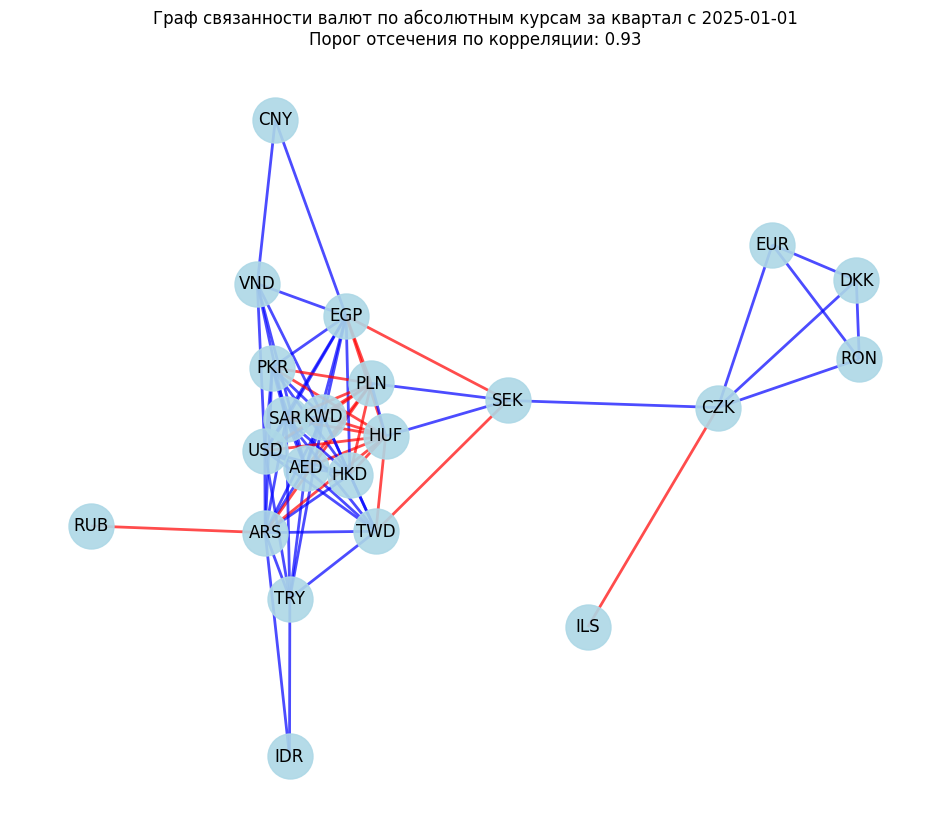 Граф связанности валют по абсолютным курсам за квартал с 2025-01-01
Порог отсечения по корреляции: 0.93
CNY
EUR
DKK
VND
EGP
RON
PKR
PLN
SEK
CZK
SAR
KWD
HUF
USD
AED
HKD
RUB
ARS
TWD
TRY
ILS
IDR